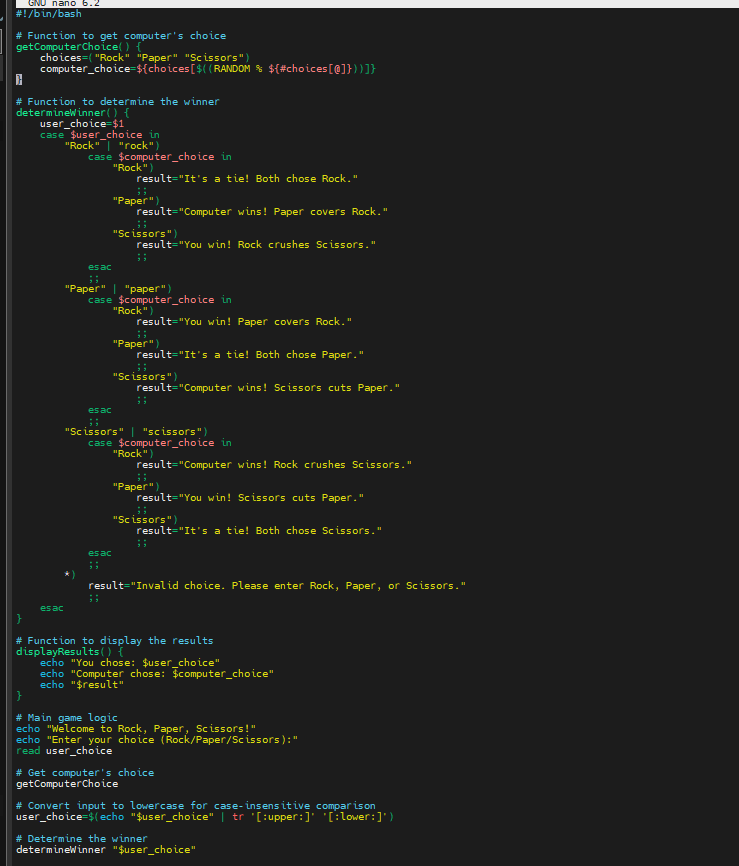 GNU nano 6.2
#!/bin/bash

# Function to get computer's choice
getComputerChoice() {
    choices=("Rock" "Paper" "Scissors")
    computer_choice=${choices[$((RANDOM % ${#choices[@]}))]}
}

# Function to determine the winner
determineWinner() {
    user_choice=$1
    case $user_choice in
        "Rock" | "rock")
            case $computer_choice in
                "Rock")
                    result="It's a tie! Both chose Rock."
                    ;;
                "Paper")
                    result="Computer wins! Paper covers Rock."
                    ;;
                "Scissors")
                    result="You win! Rock crushes Scissors."
                    ;;
            esac
            ;;
        "Paper" | "paper")
            case $computer_choice in
                "Rock")
                    result="You win! Paper covers Rock."
                    ;;
                "Paper")
                    result="It's a tie! Both chose Paper."
                    ;;
                "Scissors")
                    result="Computer wins! Scissors cuts Paper."
                    ;;
            esac
            ;;
        "Scissors" | "scissors")
            case $computer_choice in
                "Rock")
                    result="Computer wins! Rock crushes Scissors."
                    ;;
                "Paper")
                    result="You win! Scissors cuts Paper."
                    ;;
                "Scissors")
                    result="It's a tie! Both chose Scissors."
                    ;;
            esac
            ;;
        *)
            result="Invalid choice. Please enter Rock, Paper, or Scissors."
            ;;
    esac
}

# Function to display the results
displayResults() {
    echo "You chose: $user_choice"
    echo "Computer chose: $computer_choice"
    echo "$result"
}

# Main game logic
echo "Welcome to Rock, Paper, Scissors!"
echo "Enter your choice (Rock/Paper/Scissors):"
read user_choice

# Get computer's choice
getComputerChoice

# Convert input to lowercase for case-insensitive comparison
user_choice=$(echo "$user_choice" | tr '[:upper:]' '[:lower:]')

# Determine the winner
determineWinner "$user_choice"